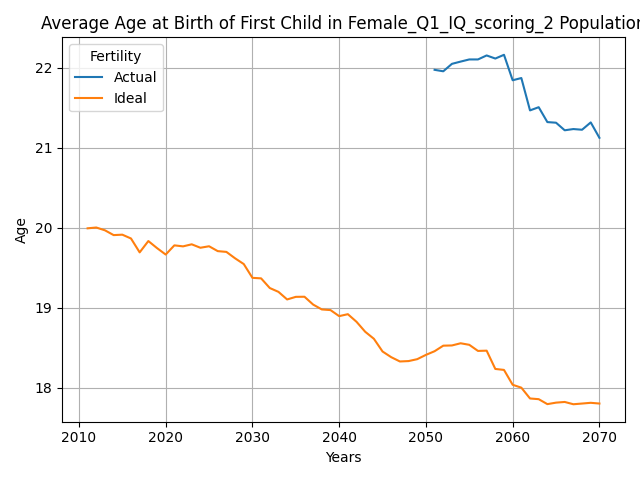 Average Age at Birth of First Child in Female_Q1_IQ_scoring_2 Population
Fertility
Actual
Ideal
22
21
20
19
18
Age
2010 2020 2030 2040 2050 2060 2070
Years